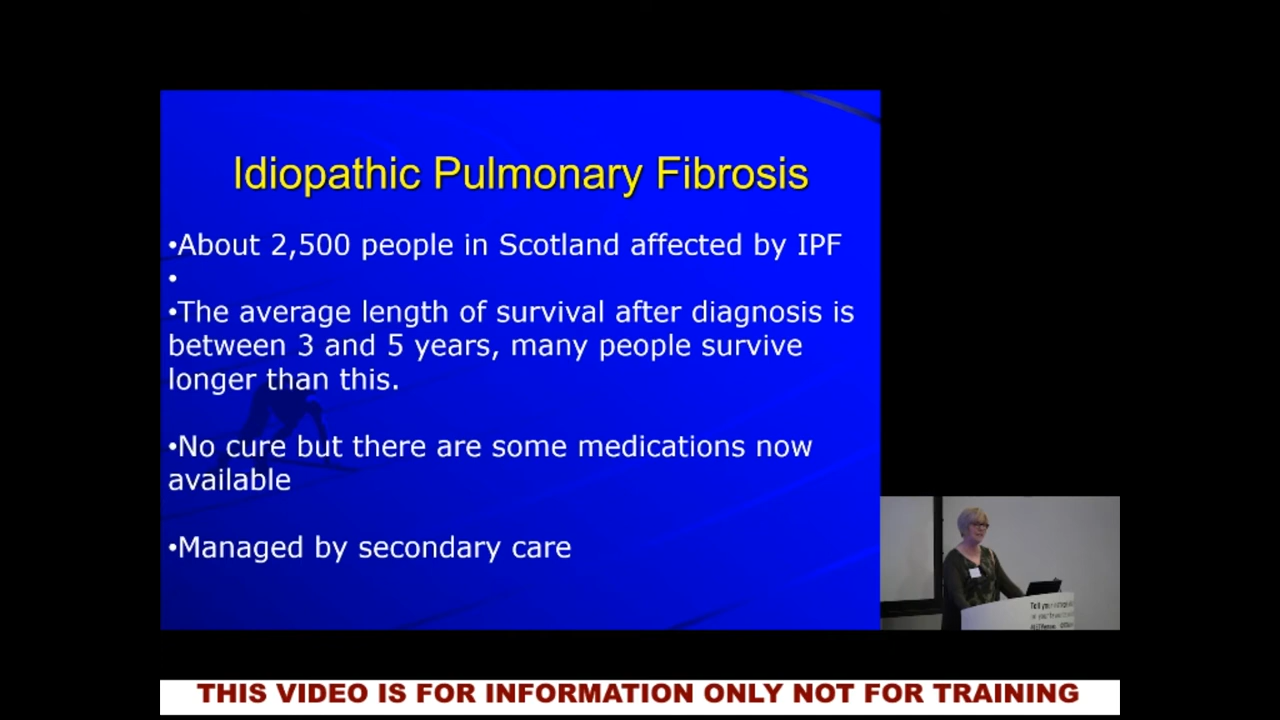 Idiopathic Pulmonary Fibrosis
•About 2,500 people in Scotland affected by IPF
•
•The average length of survival after diagnosis is
between 3 and 5 years, many people survive
longer than this.
•No cure but there are some medications now
available
•Managed by secondary care
Tell your
THIS VIDEO IS FOR INFORMATION ONLY NOT FOR TRAINING